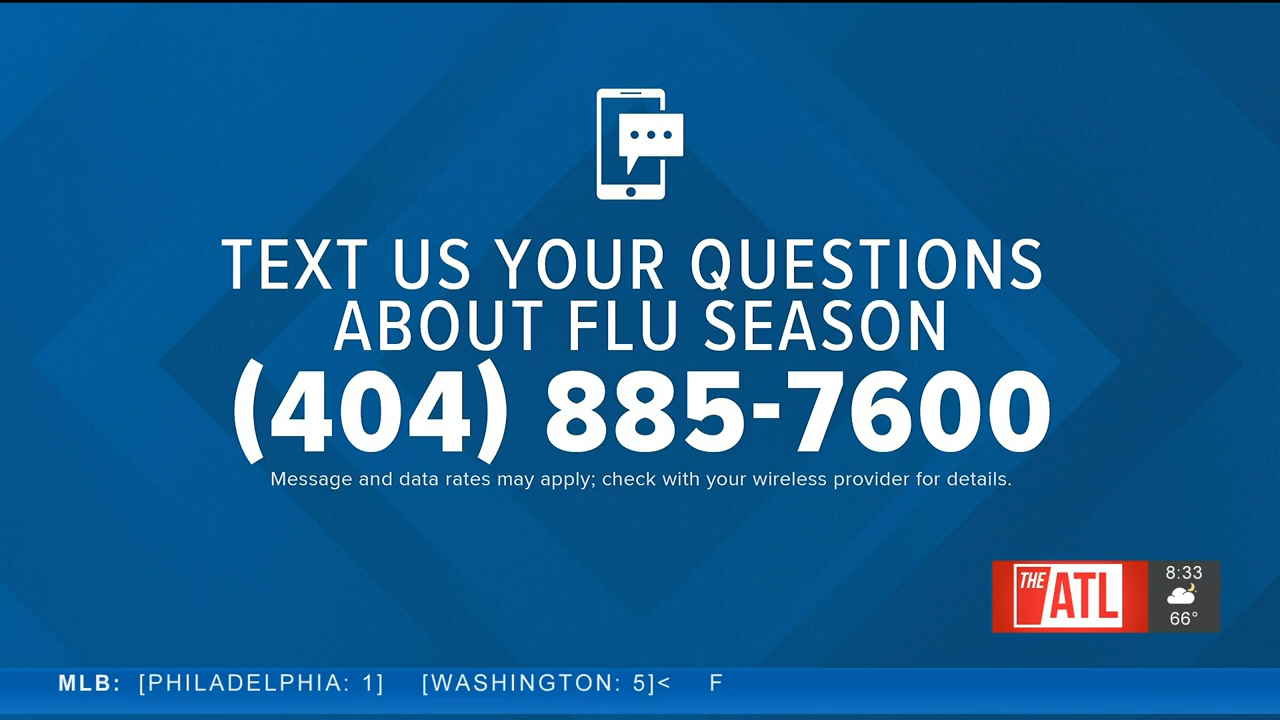 TEXT US YOUR QUESTIONS
ABOUT FLU SEASON
(404) 885-7600
Message and data rates may apply; check with your wireless provider for details.
THE ATL
8:33
66°
MLB: [PHILADELPHIA: 1] [WASHINGTON: 5]< F